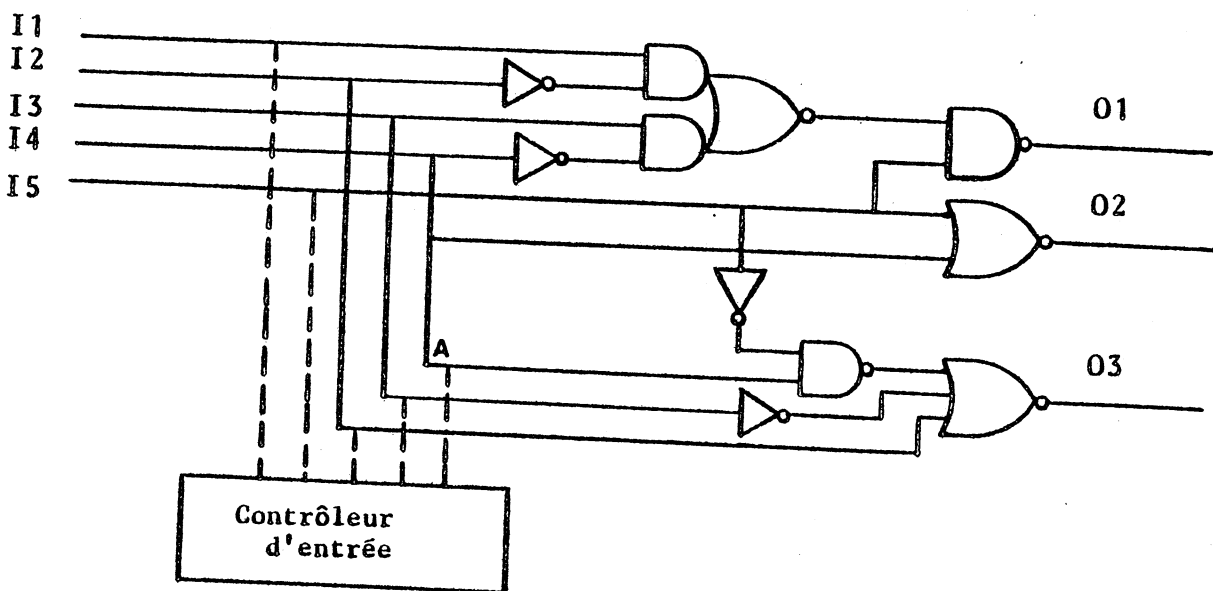 I1
I2
I3
I4
I5
O1
O2
A
O3
Contrôleur
d'entrée